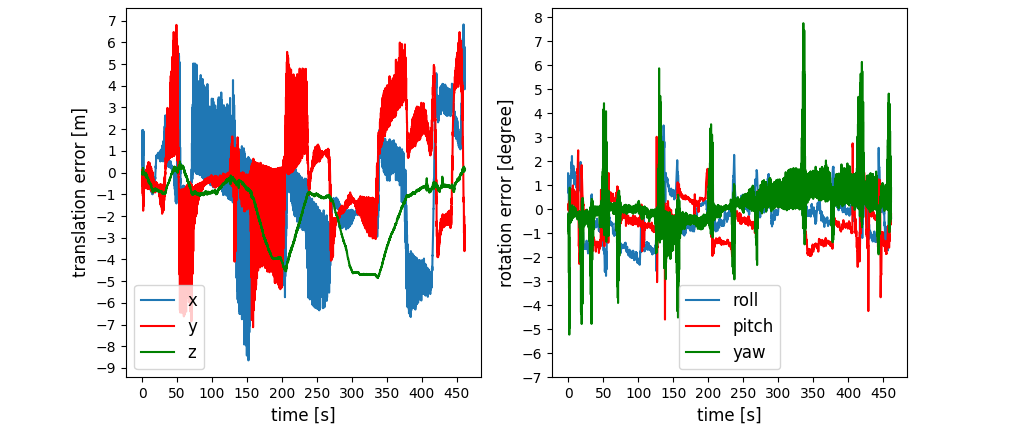 translation error [m]
7
6
5
4
3
2
1
0
−1
−2
−3
−4
−5
−6
−7
−8
−9
x
y
z
0 50 100 150 200 250 300 350 400 450
time [s]
rotation error [degree]
8
7
6
5
4
3
2
1
0
−1
−2
−3
−4
−5
−6
−7
roll
pitch
yaw
0 50 100 150 200 250 300 350 400 450
time [s]